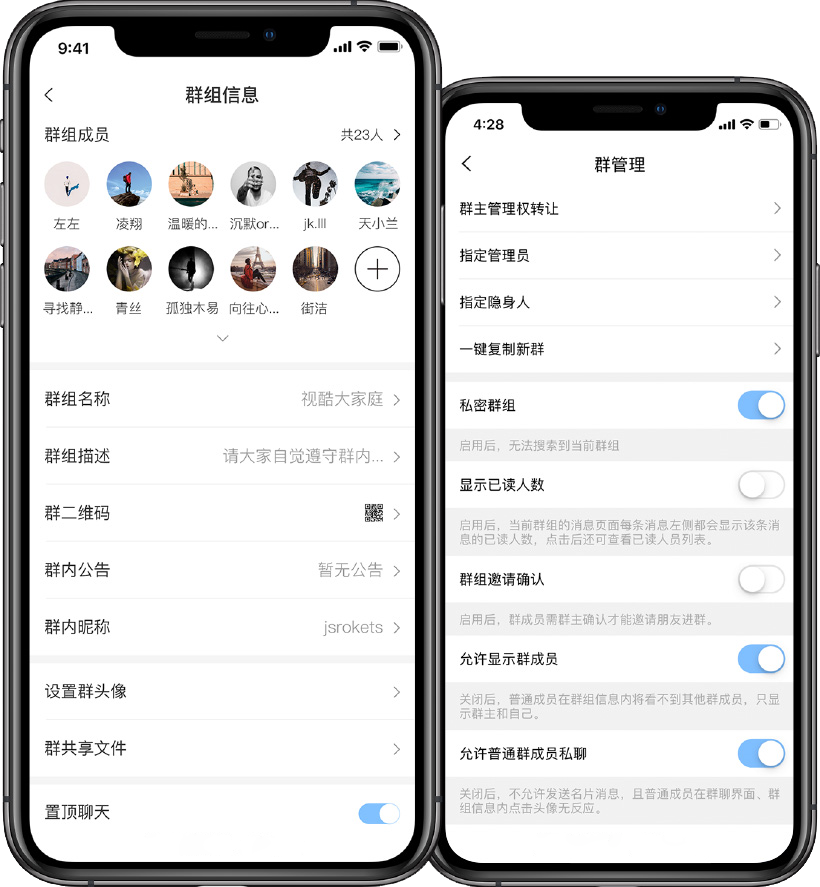 9:41
群组信息
群组成员
共23人
左左
凌翔
温暖的...
沉默or...
jk.lll
天小兰
寻找静...
青丝
孤独木易
向往心...
街洁
群组名称
视酷大家庭
群组描述
请大家自觉遵守群内...
群二维码
群内公告
暂无公告
群内昵称
jsrokets
设置群头像
群共享文件
置顶聊天
4:28
群管理
群主管理权转让
指定管理员
指定隐身人
一键复制新群
私密群组
启用后，无法搜索到当前群组
显示已读人数
启用后，当前群组的消息页面每条消息左侧都会显示该条消
息的已读人数，点击后还可查看已读人员列表。
群组邀请确认
启用后，群成员需群主确认才能邀请朋友进群。
允许显示群成员
关闭后，普通成员在群组信息内将看不到其他群成员，只显
示群主和自己。
允许普通群成员私聊
关闭后，不允许发送名片消息，且普通成员在群聊界面、群
组信息内点击头像无反应。